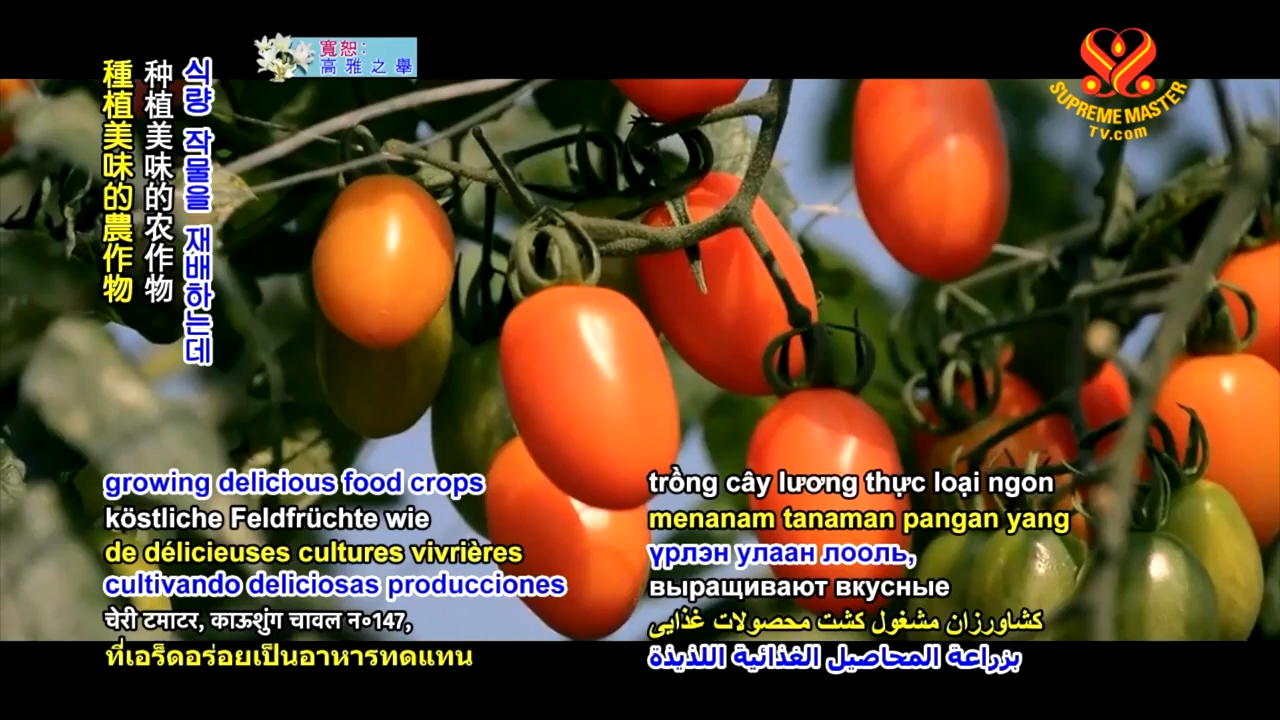 寬恕:
高雅之舉
SUPREME MASTER
TV.com
種植美味的農作物
种植美味的农作物
식량 작물을 재배하는데
growing delicious food crops
köstliche Feldfrüchte wie
de délicieuses cultures vivrières
cultivando deliciosas producciones
चेरी टमाटर, काऊशुंग चावल न॰147,
ที่เอร็ดอร่อยเป็นอาหารทดแทน
trồng cây lương thực loại ngon
menanam tanaman pangan yang
үрлэн улаан лооль,
выращивают вкусные
کشاورزان مشغول کشت محصولات غذایی
بزراعة المحاصيل الغذائية اللذيذة